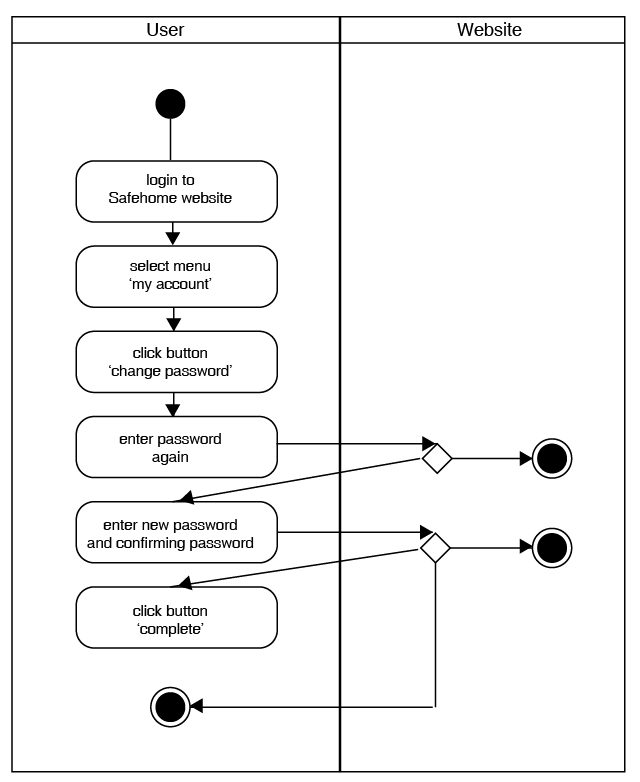 User
Website
login to
Safehome website
select menu
‘my account’
click button
‘change password’
enter password
again
enter new password
and confirming password
click button
‘complete’